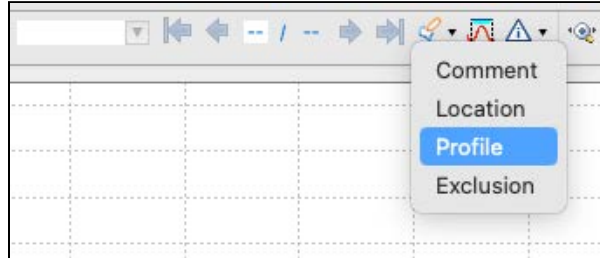 -- / --
Comment
Location
Profile
Exclusion